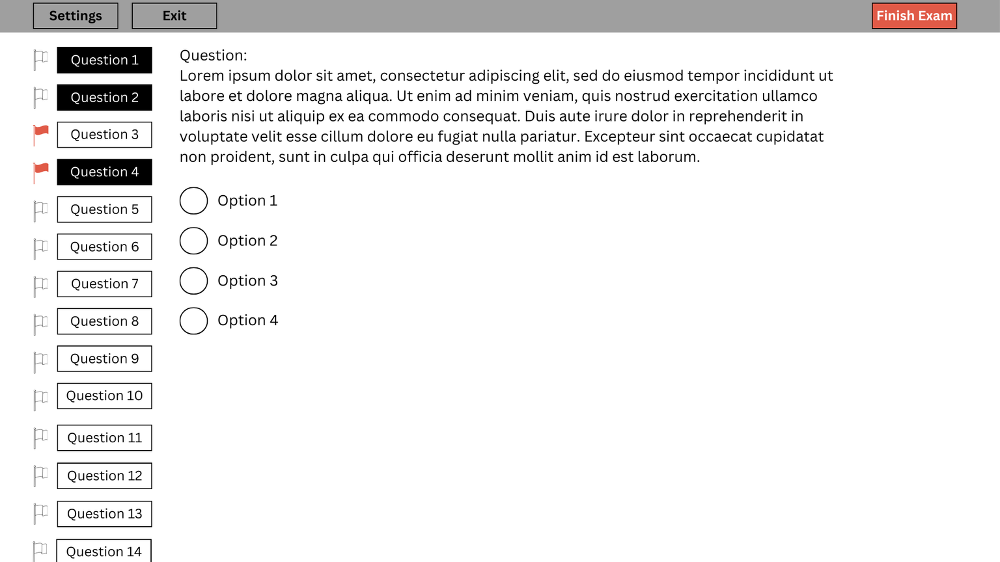 Settings
Exit
Finish Exam
Question 1
Question 2
Question 3
Question 4
Question 5
Question 6
Question 7
Question 8
Question 9
Question 10
Question 11
Question 12
Question 13
Question 14
Question:
Lorem ipsum dolor sit amet, consectetur adipiscing elit, sed do eiusmod tempor incididunt ut
labore et dolore magna aliqua. Ut enim ad minim veniam, quis nostrud exercitation ullamco
laboris nisi ut aliquip ex ea commodo consequat. Duis aute irure dolor in reprehenderit in
voluptate velit esse cillum dolore eu fugiat nulla pariatur. Excepteur sint occaecat cupidatat
non proident, sunt in culpa qui officia deserunt mollit anim id est laborum.
Option 1
Option 2
Option 3
Option 4